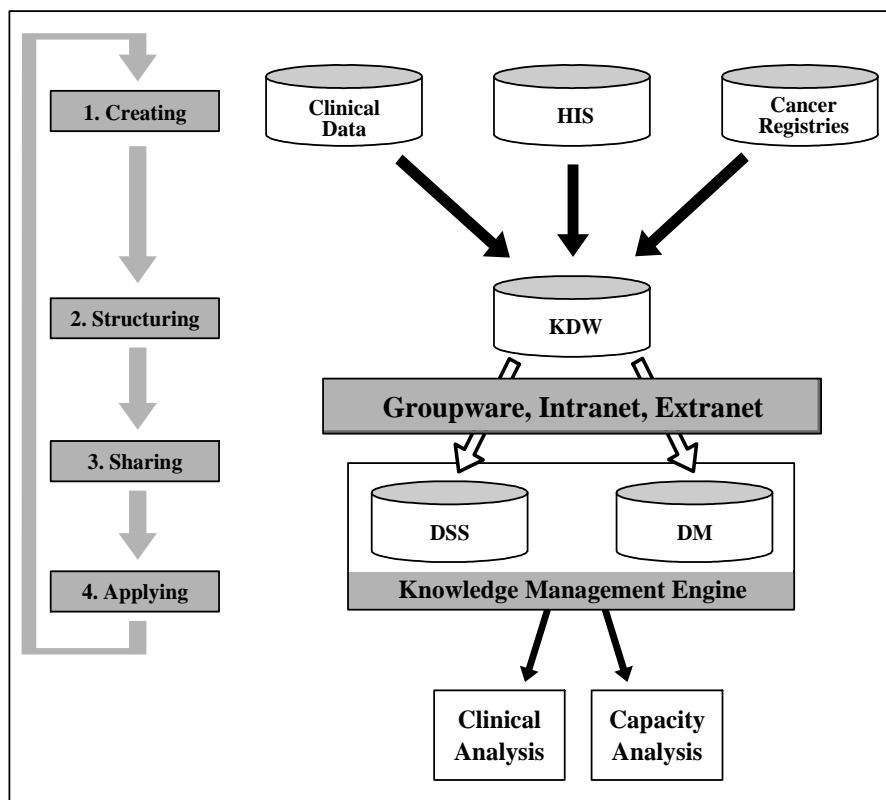 1. Creating
Clinical
Data
HIS
Cancer
Registries
2. Structuring
KDW
Groupware, Intranet, Extranet
3. Sharing
DSS
DM
4. Applying
Knowledge Management Engine
Clinical
Analysis
Capacity
Analysis